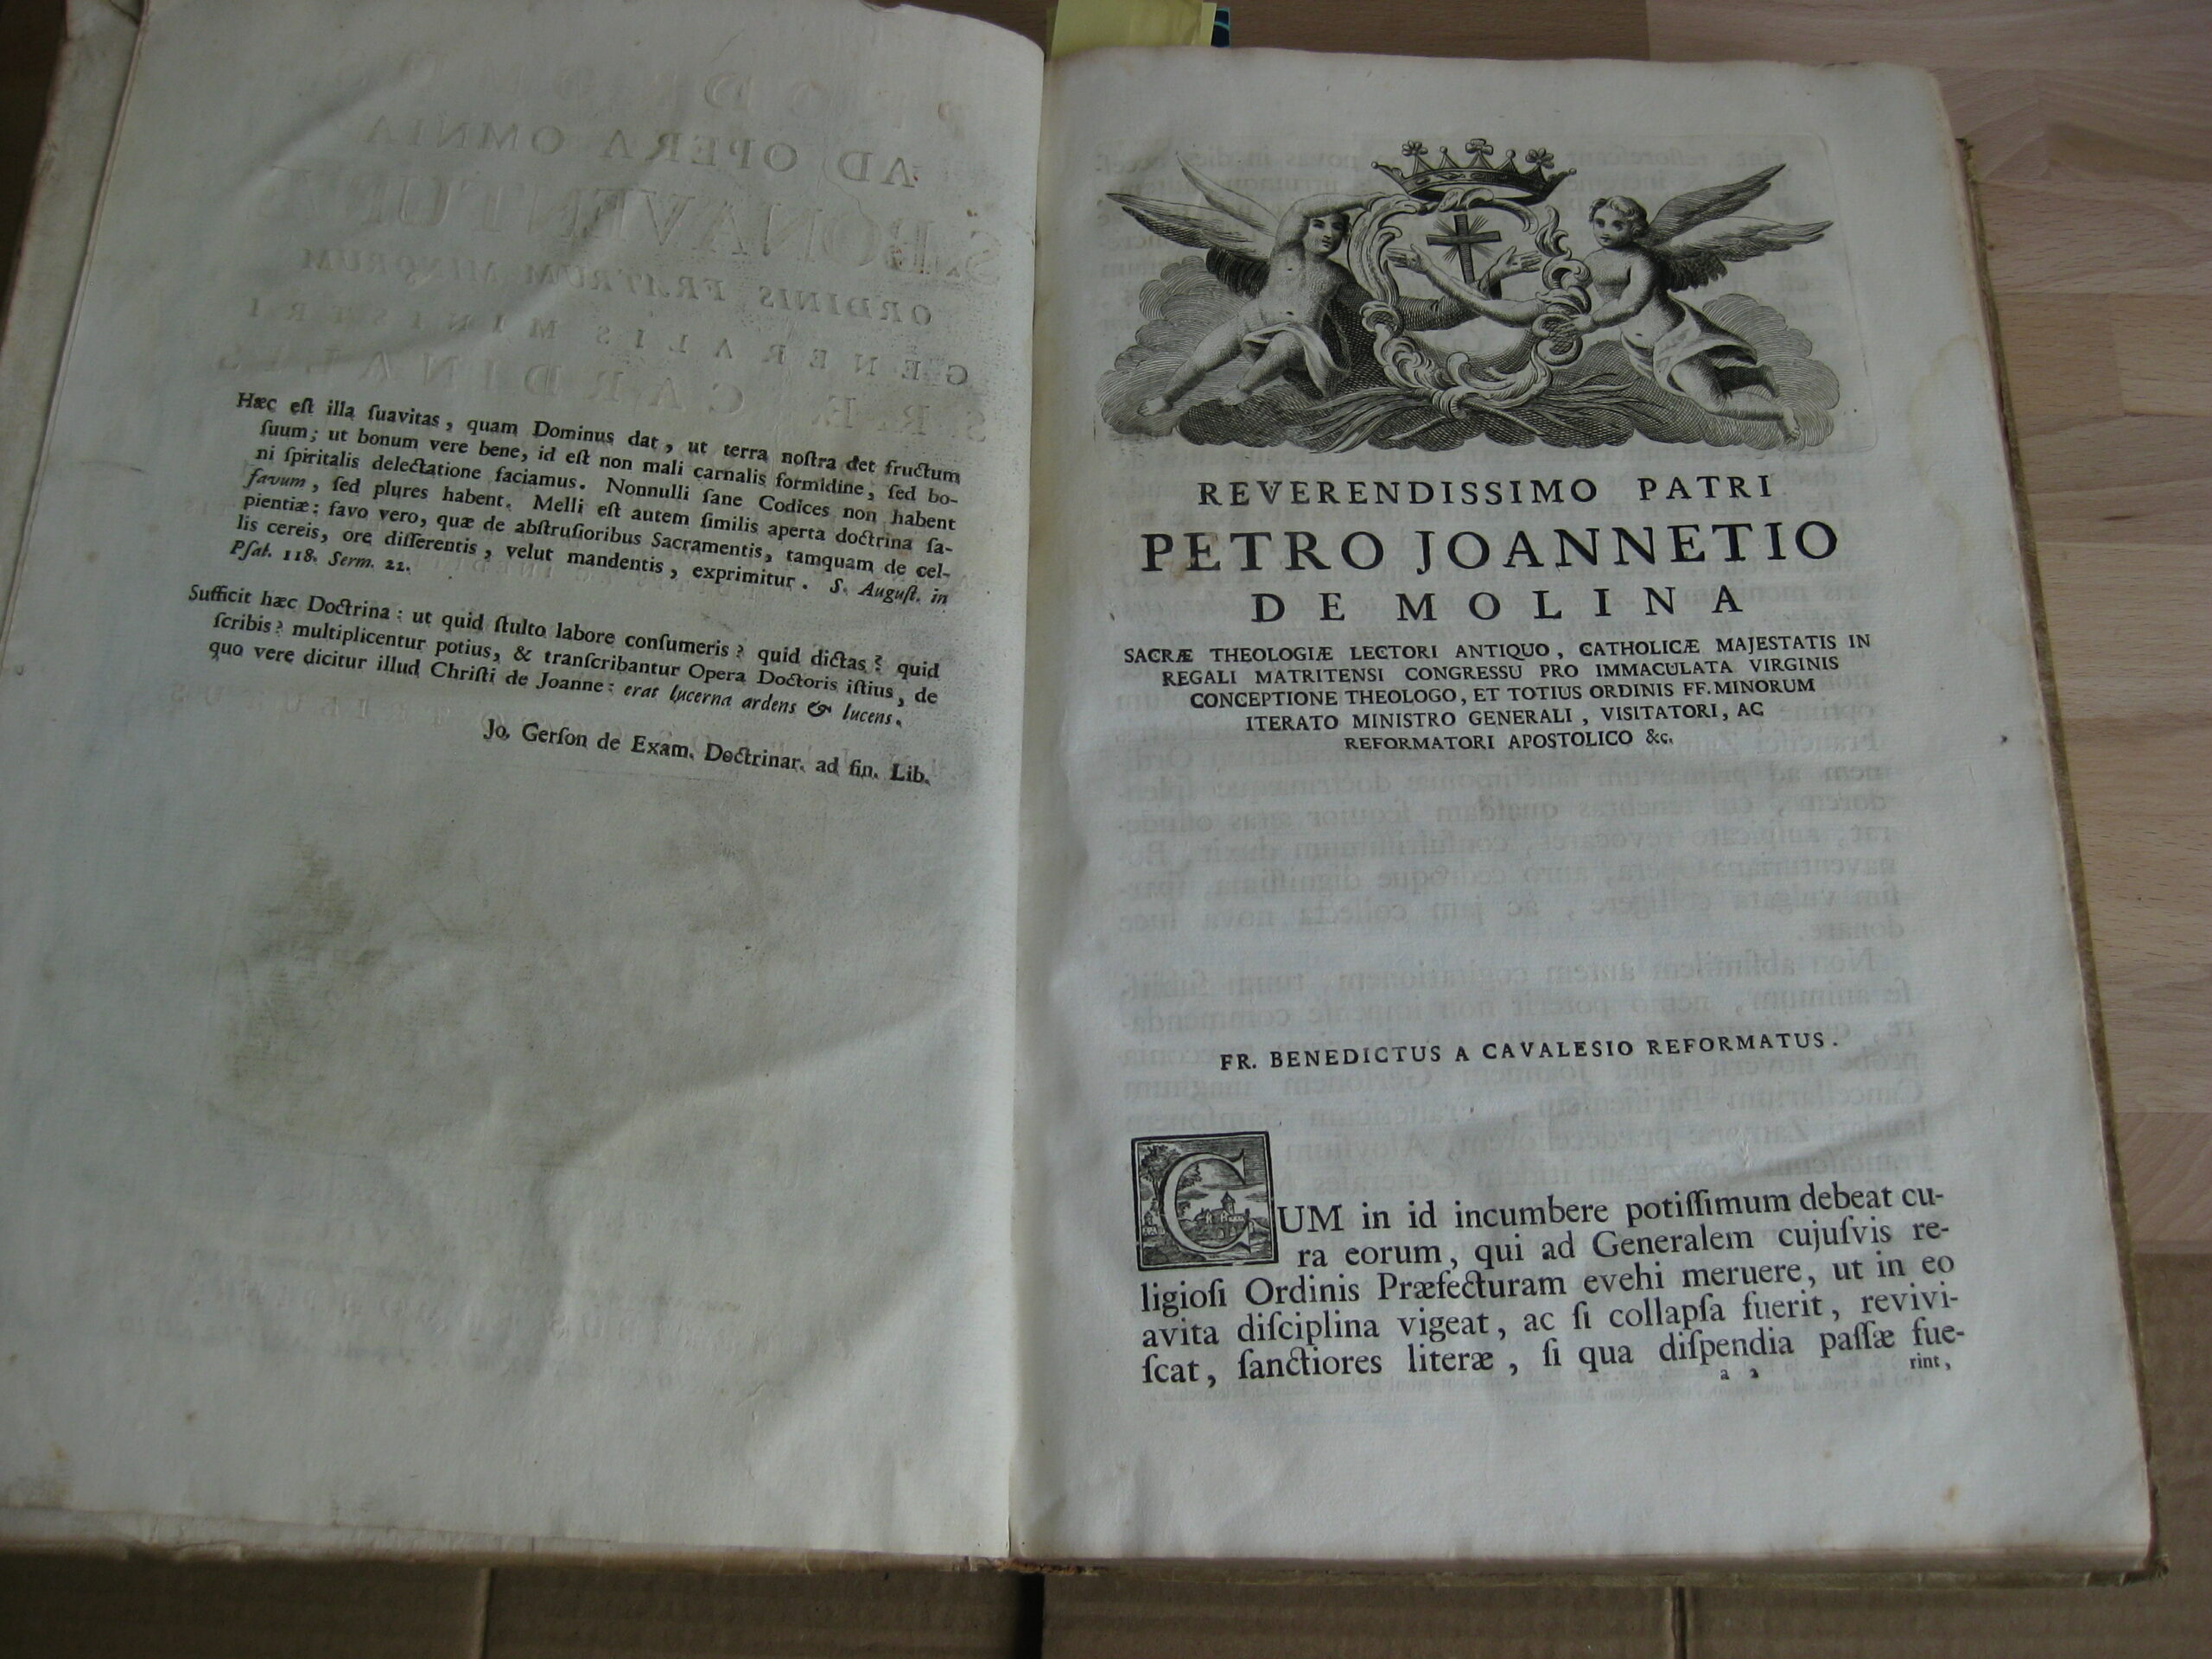 Hæc eſt illa ſuavitas, quam Dominus dat, ut terra noſtra det fructum
ſuum; ut bonum vere bene, id eſt non mali carnalis formidine, ſed bo-
ni ſpiritalis delectatione faciamus. Nonnulli ſane Codices non habent
favum, ſed plures habent. Melli eſt autem ſimilis aperta doctrina ſa-
pientiæ: favo vero, quæ de abſtruſioribus Sacramentis, tamquam de cel-
lis cereis, ore diſſerentis, velut mandentis, exprimitur. S. Auguſt. in
Pſal. 118. Serm. 22.
Sufficit hæc Doctrina: ut quid ſtulto labore conſumeris? quid dictas? quid
ſcribis? multiplicentur potius, & tranſcribantur Opera Doctoris iſtius, de
quo vere dicitur illud Chriſti de Joanne: erat lucerna ardens & lucens.
Jo. Gerſon de Exam. Doctrinar. ad fin. Lib.
REVERENDISSIMO PATRI
PETRO JOANNETIO
DE MOLINA
SACRÆ THEOLOGIÆ LECTORI ANTIQUO, CATHOLICÆ MAJESTATIS IN
REGALI MATRITENSI CONGRESSU PRO IMMACULATA VIRGINIS
CONCEPTIONE THEOLOGO, ET TOTIUS ORDINIS FF. MINORUM
ITERATO MINISTRO GENERALI, VISITATORI, AC
REFORMATORI APOSTOLICO &c.
FR. BENEDICTUS A CAVALESIO REFORMATUS.
CUM in id incumbere potiſſimum debeat cu-
ra eorum, qui ad Generalem cujuſvis re-
ligioſi Ordinis Præfecturam evehi meruere, ut in eo
avita diſciplina vigeat, ac ſi collapſa fuerit, revivi-
ſcat, ſanctiores literæ, ſi qua diſpendia paſſæ fue-
a 2 rint,